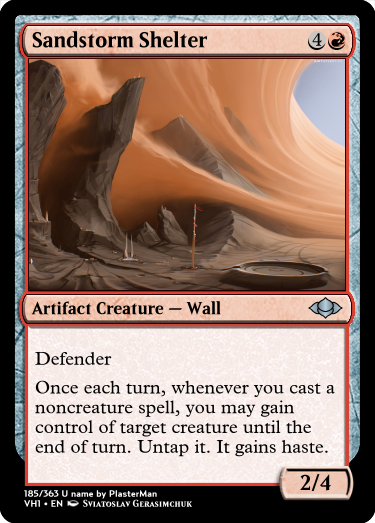 Sandstorm Shelter 4
Artifact Creature — Wall
Defender
Once each turn, whenever you cast a
noncreature spell, you may gain
control of target creature until the
end of turn. Untap it. It gains haste.
2/4
185/363 U name by PlasterMan
VH1 • EN Sviatoslav Gerasimchuk